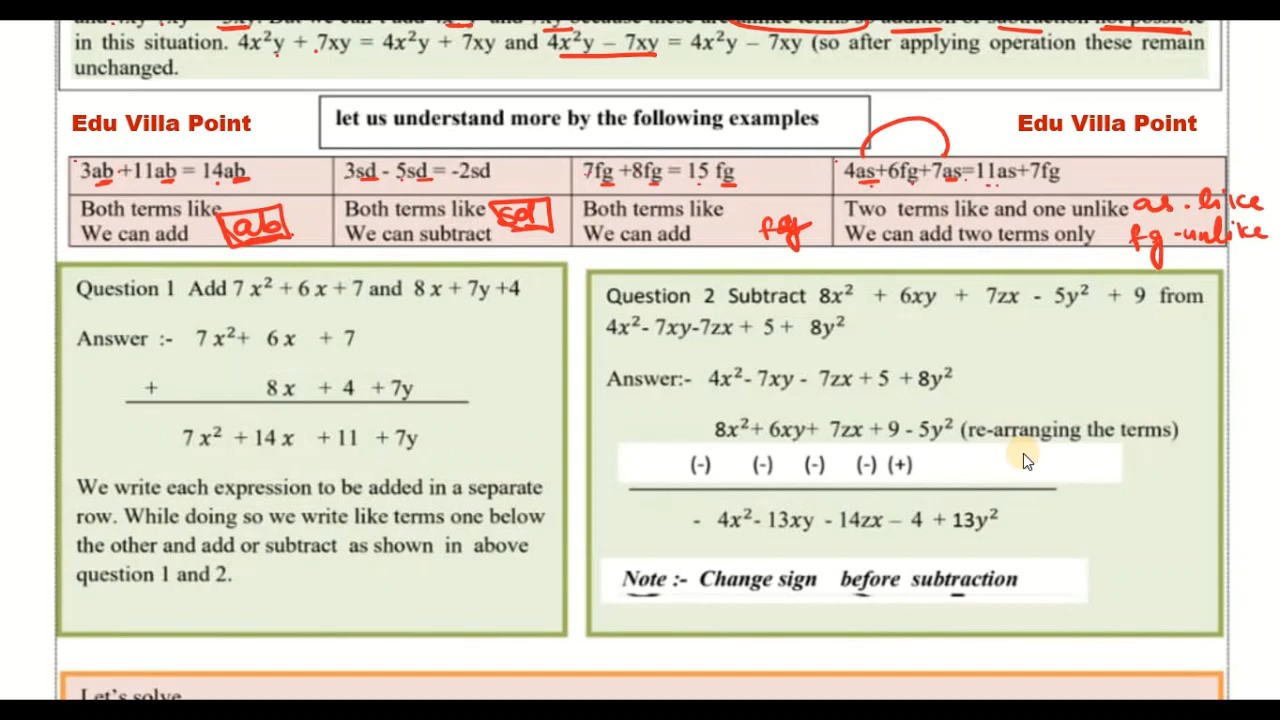 in this situation. 4x²y + 7xy = 4x²y + 7xy and 4x²y – 7xy = 4x²y – 7xy (so after applying operation these remain
unchanged.
Edu Villa Point
let us understand more by the following examples
Edu Villa Point
3ab +11ab = 14ab
3sd - 5sd = -2sd
7fg +8fg = 15 fg
4as+6fg+7as=11as+7fg
Both terms like
We can add
ab
Both terms like
We can subtract
sd
Both terms like
We can add
fg
Two terms like and one unlike
We can add two terms only
as - like
fg - unlike
Question 1 Add 7 x² + 6 x + 7 and 8 x + 7y +4
Answer :- 7 x²+ 6 x + 7
+ 8 x + 4 + 7y
7 x² + 14 x + 11 + 7y
We write each expression to be added in a separate
row. While doing so we write like terms one below
the other and add or subtract as shown in above
question 1 and 2.
Question 2 Subtract 8x² + 6xy + 7zx - 5y² + 9 from
4x²- 7xy-7zx + 5 + 8y²
Answer:- 4x²- 7xy - 7zx + 5 + 8y²
8x²+ 6xy+ 7zx + 9 - 5y² (re-arranging the terms)
(-) (-) (-) (-) (+)
- 4x²- 13xy - 14zx – 4 + 13y²
Note :- Change sign before subtraction
Let's solve